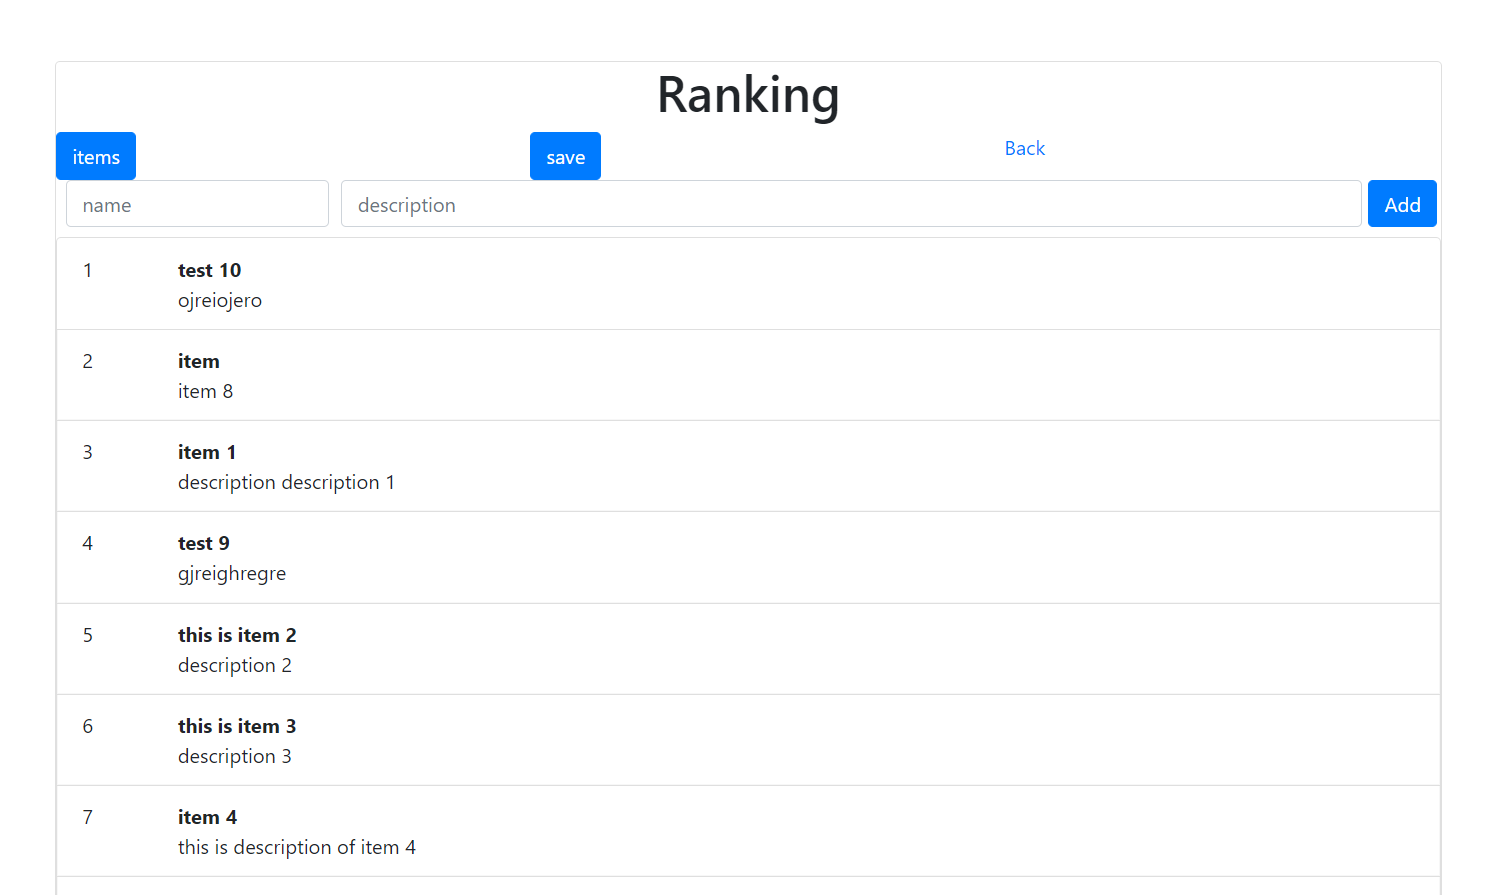 Ranking
items
save
Back
name
description
Add
1
test 10
ojreiojero
2
item
item 8
3
item 1
description description 1
4
test 9
gjreighregre
5
this is item 2
description 2
6
this is item 3
description 3
7
item 4
this is description of item 4